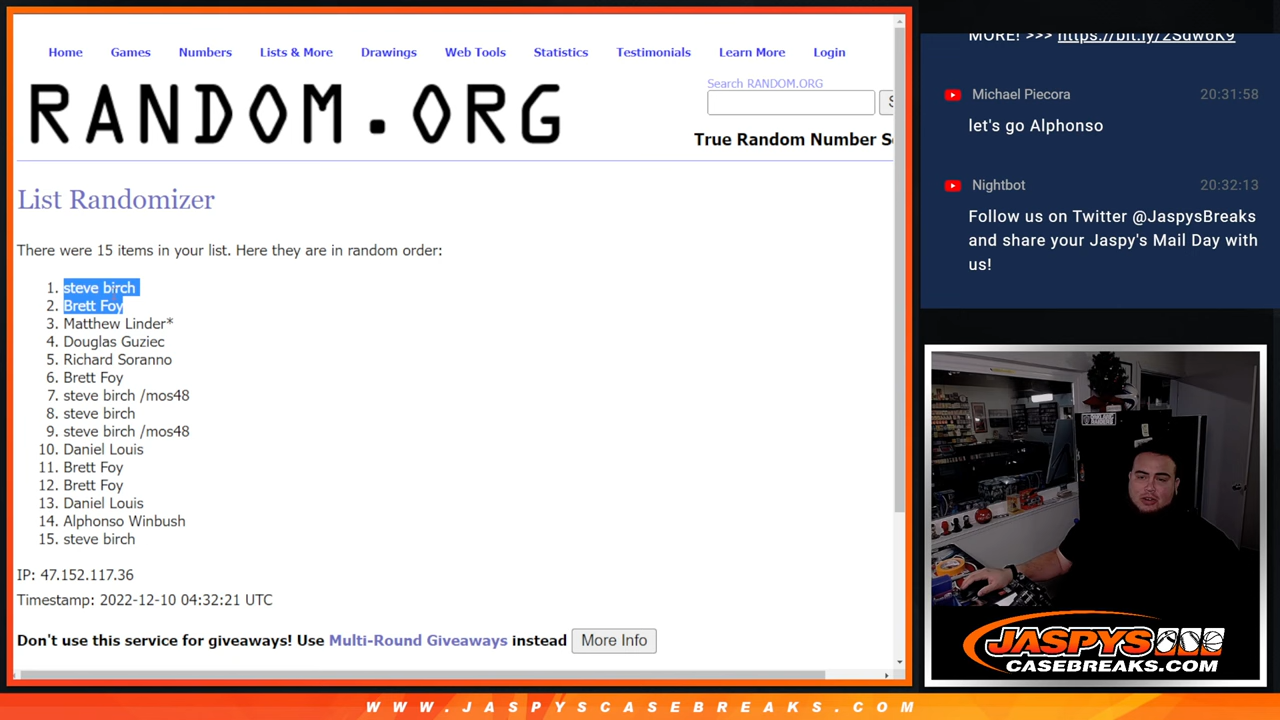 Home Games Numbers Lists & More Drawings Web Tools Statistics Testimonials Learn More Login
RANDOM.ORG
Search RANDOM.ORG
True Random Number S
List Randomizer
There were 15 items in your list. Here they are in random order:
1. steve birch
2. Brett Foy
3. Matthew Linder*
4. Douglas Guziec
5. Richard Soranno
6. Brett Foy
7. steve birch /mos48
8. steve birch
9. steve birch /mos48
10. Daniel Louis
11. Brett Foy
12. Brett Foy
13. Daniel Louis
14. Alphonso Winbush
15. steve birch
IP: 47.152.117.36
Timestamp: 2022-12-10 04:32:21 UTC
Don't use this service for giveaways! Use Multi-Round Giveaways instead More Info
MORE! >>> https://bit.ly/2Sdw6K9
Michael Piecora 20:31:58
let's go Alphonso
Nightbot 20:32:13
Follow us on Twitter @JaspysBreaks
and share your Jaspy's Mail Day with
us!
JASPYS
CASEBREAKS.COM
WWW.JASPYSCASEBREAKS.COM